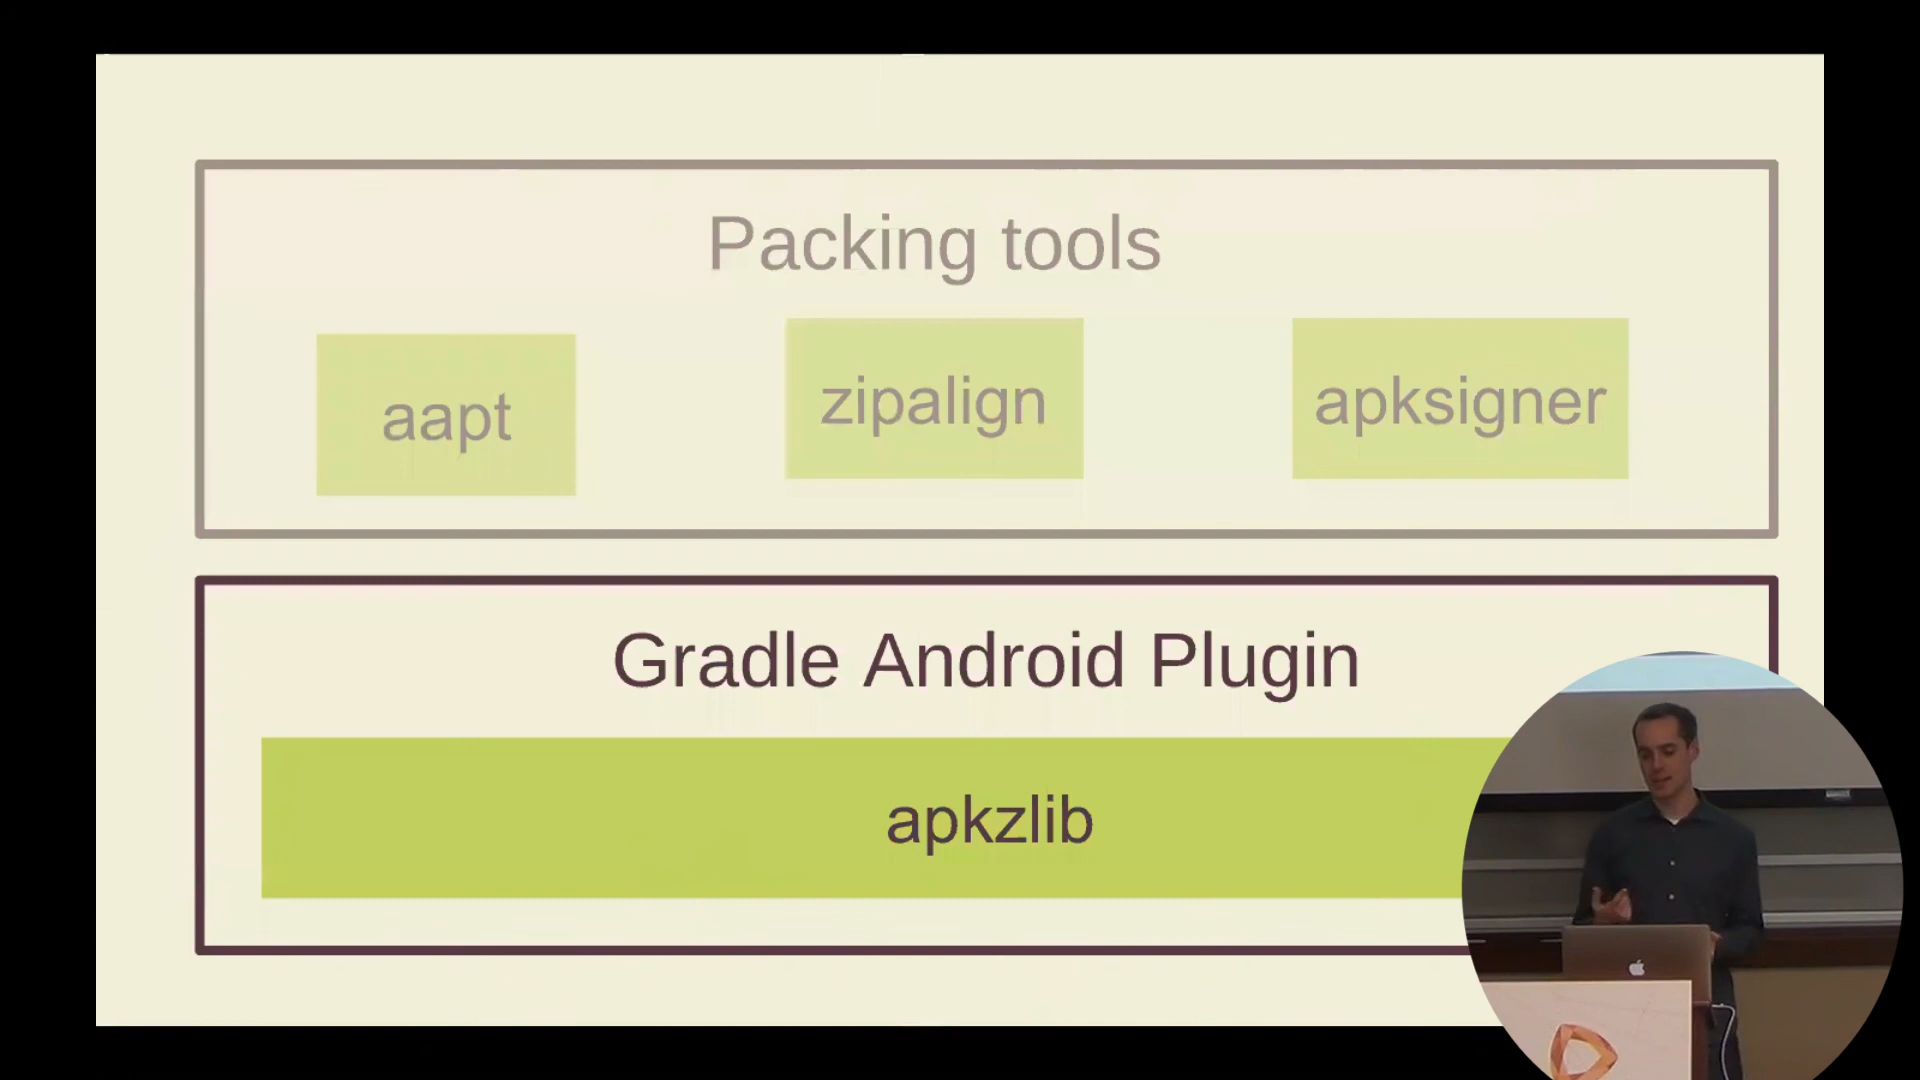 Packing tools
aapt
zipalign
apksigner
Gradle Android Plugin
apkzlib